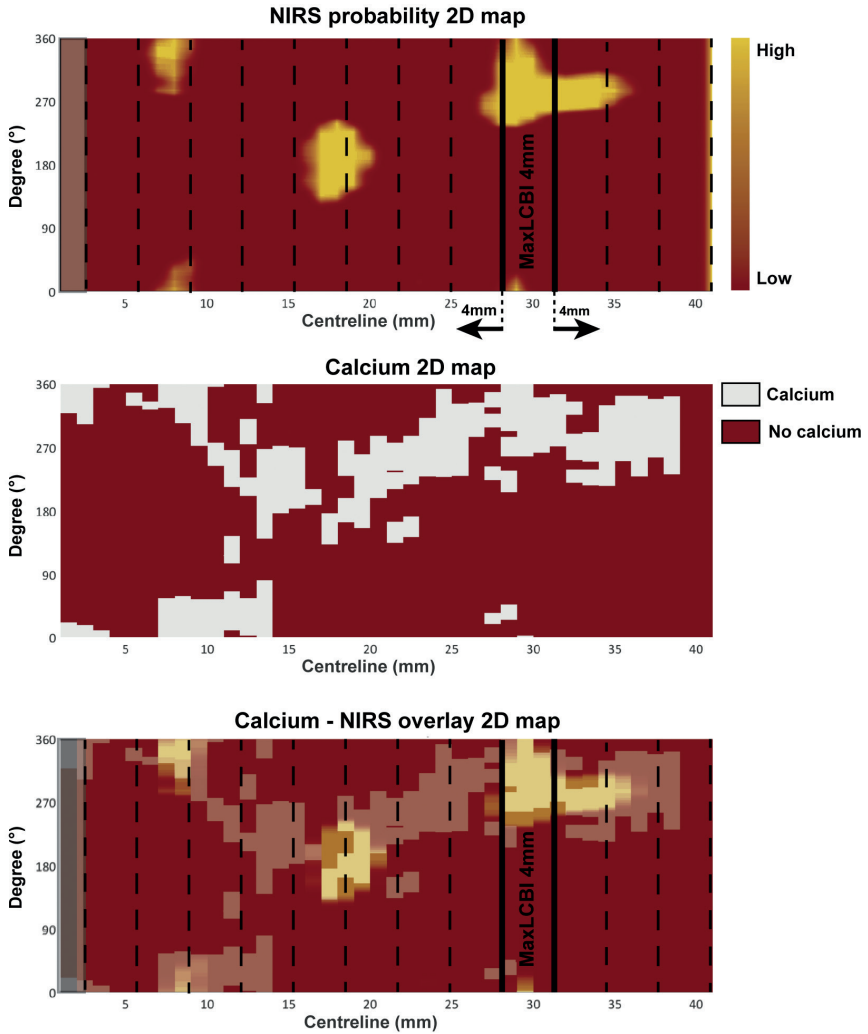 NIRS probability 2D map
360
270
180
90
0
Degree (°)
MaxLCBI 4mm
High
Low
5 10 15 20 25 30 35 40
Centreline (mm)
4mm 4mm
Calcium 2D map
360
270
180
90
0
Degree (°)
Calcium
No calcium
5 10 15 20 25 30 35 40
Centreline (mm)
Calcium - NIRS overlay 2D map
360
270
180
90
0
Degree (°)
MaxLCBI 4mm
5 10 15 20 25 30 35 40
Centreline (mm)